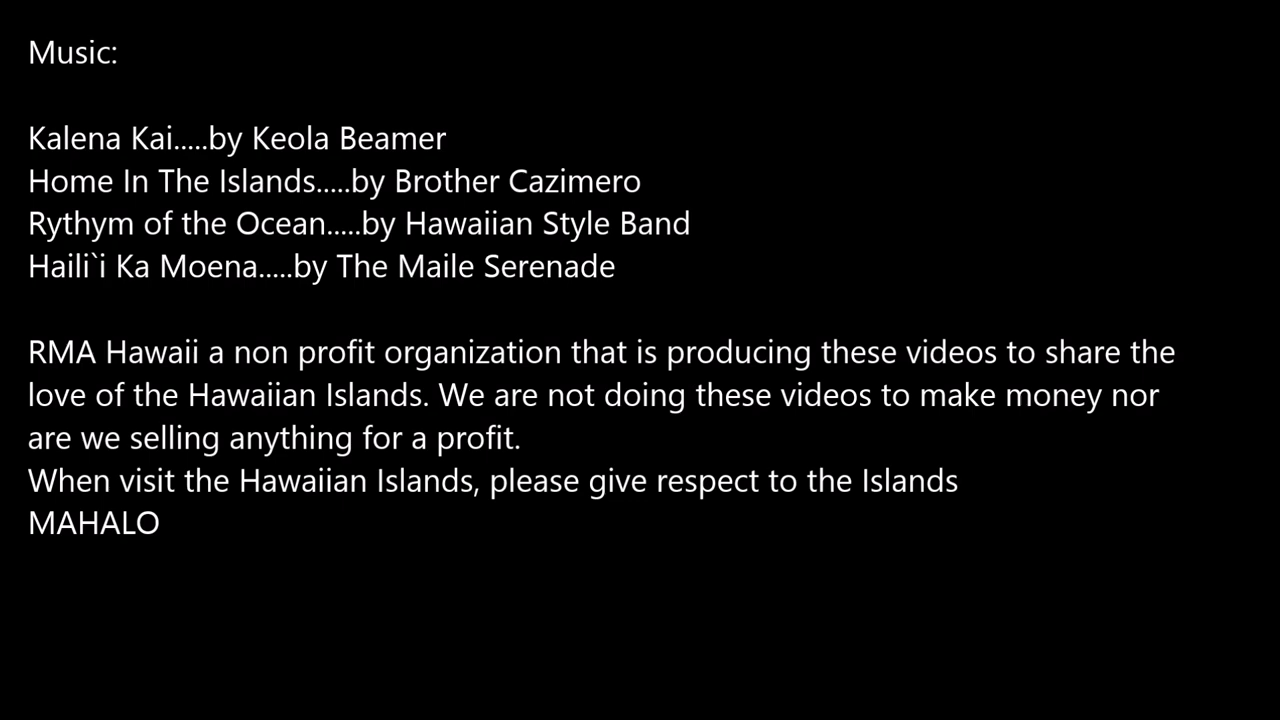 Music:
Kalena Kai.....by Keola Beamer
Home In The Islands.....by Brother Cazimero
Rythym of the Ocean.....by Hawaiian Style Band
Haili`i Ka Moena.....by The Maile Serenade
RMA Hawaii a non profit organization that is producing these videos to share the
love of the Hawaiian Islands. We are not doing these videos to make money nor
are we selling anything for a profit.
When visit the Hawaiian Islands, please give respect to the Islands
MAHALO